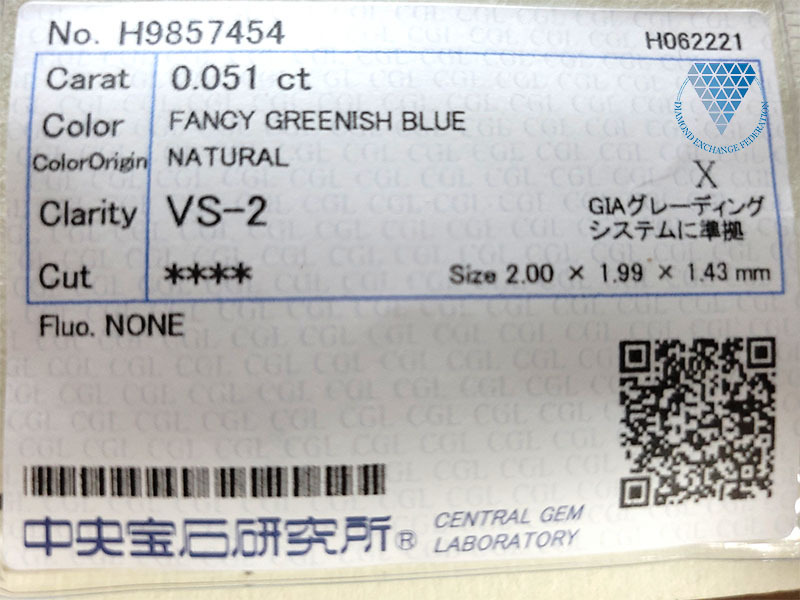 No. H9857454
H062221
Carat 0.051 ct
Color FANCY GREENISH BLUE
ColorOrigin NATURAL
Clarity VS-2
Cut ****
DIAMOND EXCHANGE FEDERATION
X
GIAグレーディング
システムに準拠
Size 2.00 × 1.99 × 1.43 mm
Fluo. NONE
中央宝石研究所®
CENTRAL GEM
LABORATORY